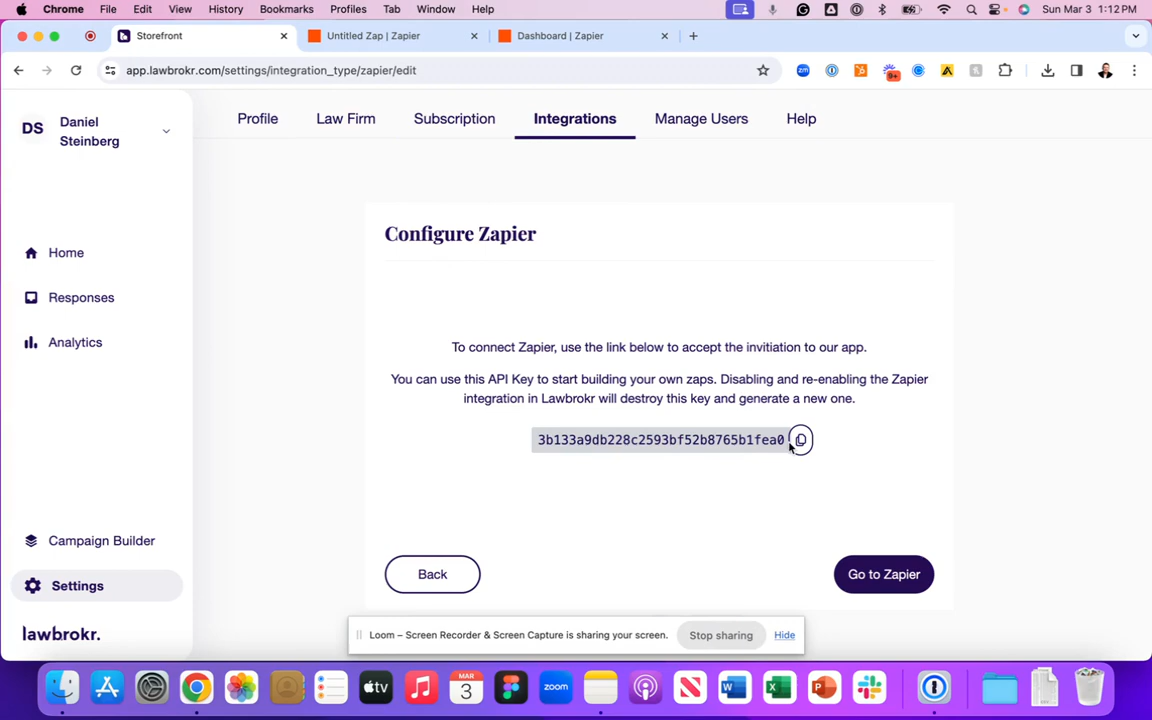 Chrome File Edit View History Bookmarks Profiles Tab Window Help Sun Mar 3 1:12 PM
Storefront Untitled Zap | Zapier Dashboard | Zapier
app.lawbrokr.com/settings/integration_type/zapier/edit
9+
DS Daniel Steinberg
Profile Law Firm Subscription Integrations Manage Users Help
Configure Zapier
Home
Responses
Analytics
To connect Zapier, use the link below to accept the invitiation to our app.
You can use this API Key to start building your own zaps. Disabling and re-enabling the Zapier
integration in Lawbrokr will destroy this key and generate a new one.
3b133a9db228c2593bf52b8765b1fea0
Campaign Builder
Settings
Back Go to Zapier
lawbrokr.
Loom – Screen Recorder & Screen Capture is sharing your screen. Stop sharing Hide
tv MAR 3 zoom